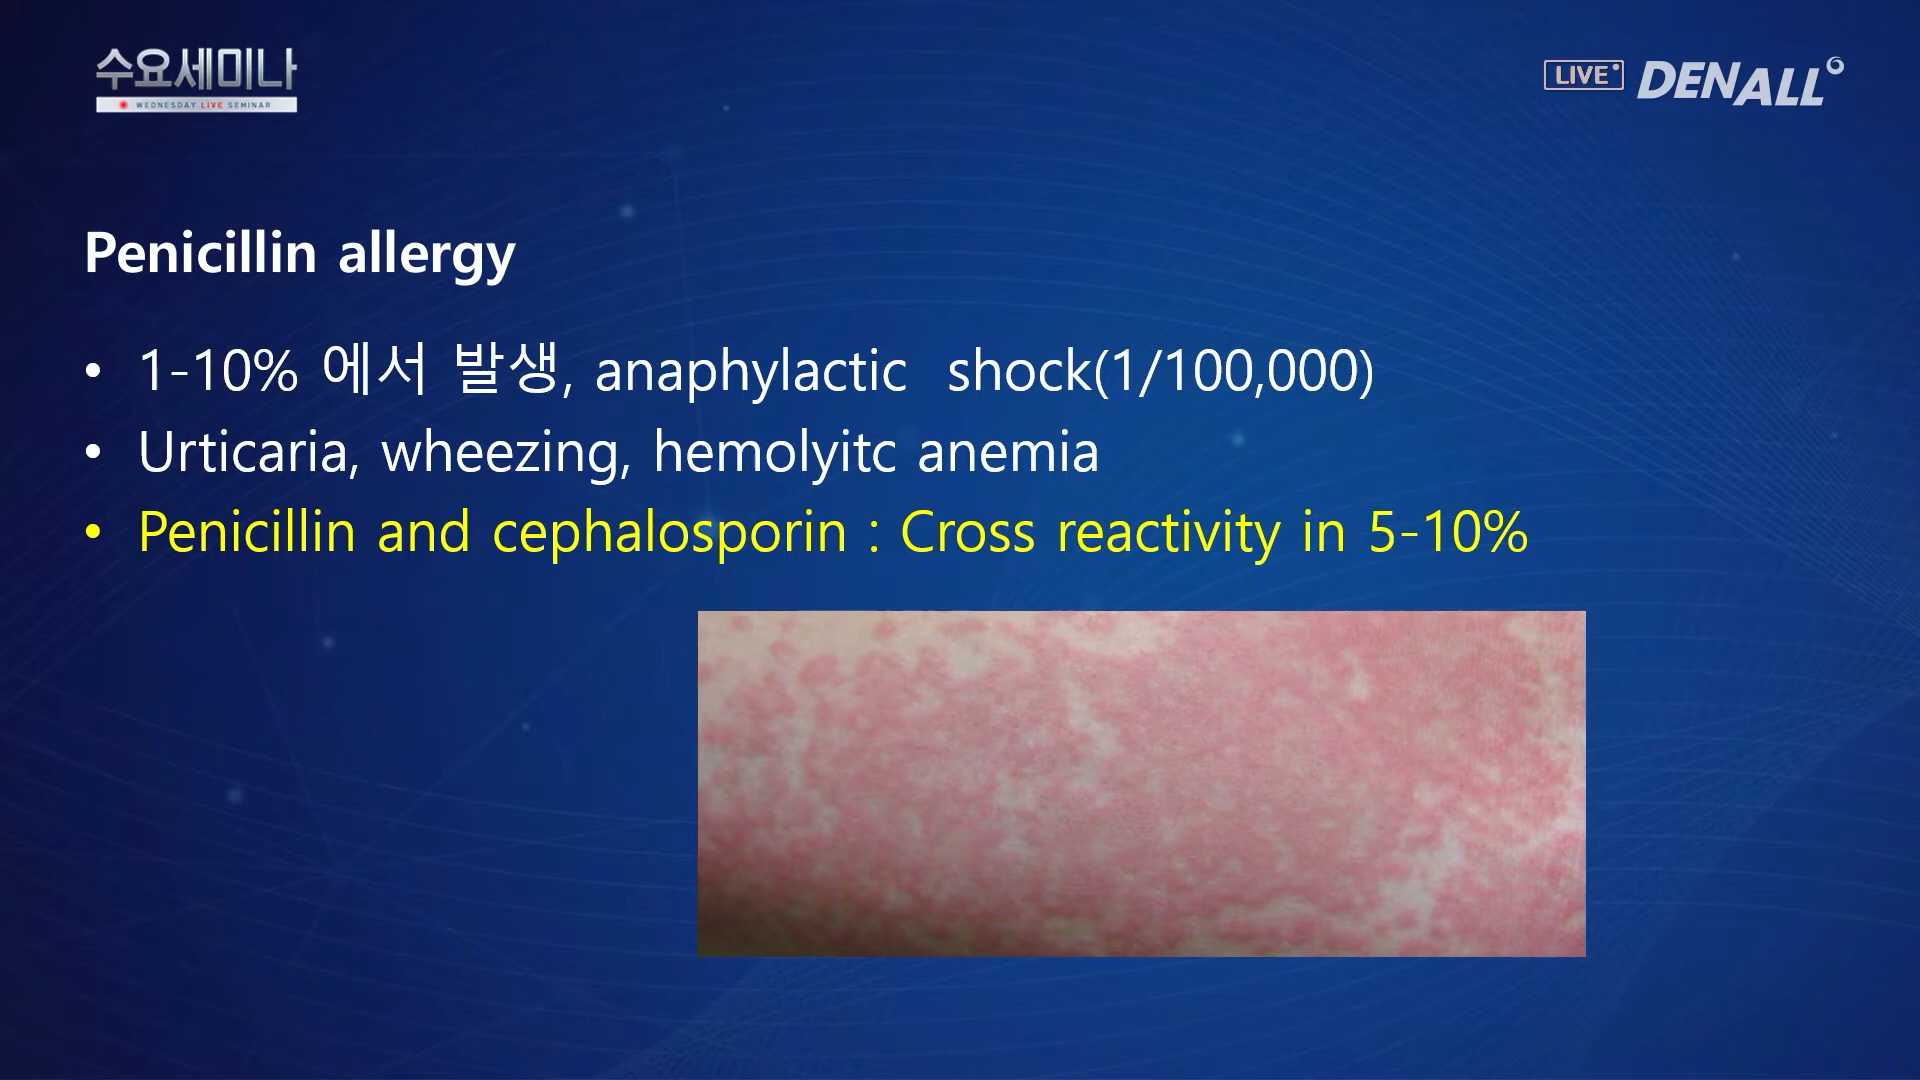 수요세미나
WEDNESDAY LIVE SEMINAR
LIVE DENALL
Penicillin allergy
• 1-10% 에서 발생, anaphylactic shock(1/100,000)
• Urticaria, wheezing, hemolyitc anemia
• Penicillin and cephalosporin : Cross reactivity in 5-10%